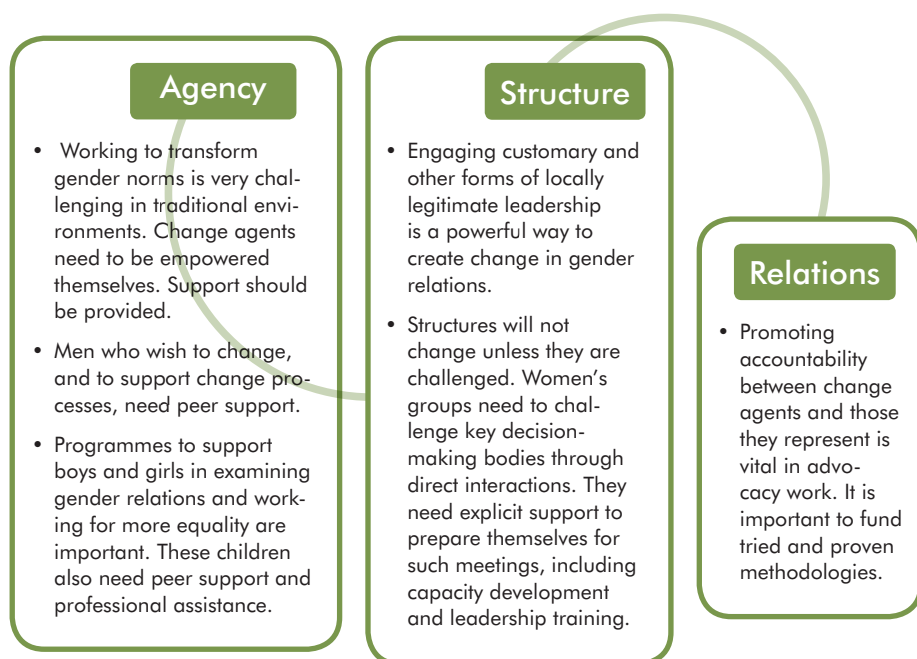 Agency
• Working to transform
gender norms is very chal-
lenging in traditional envi-
ronments. Change agents
need to be empowered
themselves. Support should
be provided.
• Men who wish to change,
and to support change pro-
cesses, need peer support.
• Programmes to support
boys and girls in examining
gender relations and work-
ing for more equality are
important. These children
also need peer support and
professional assistance.
Structure
• Engaging customary and
other forms of locally
legitimate leadership
is a powerful way to
create change in gender
relations.
• Structures will not
change unless they are
challenged. Women’s
groups need to chal-
lenge key decision-
making bodies through
direct interactions. They
need explicit support to
prepare themselves for
such meetings, including
capacity development
and leadership training.
Relations
• Promoting
accountability
between change
agents and those
they represent is
vital in advo-
cacy work. It is
important to fund
tried and proven
methodologies.